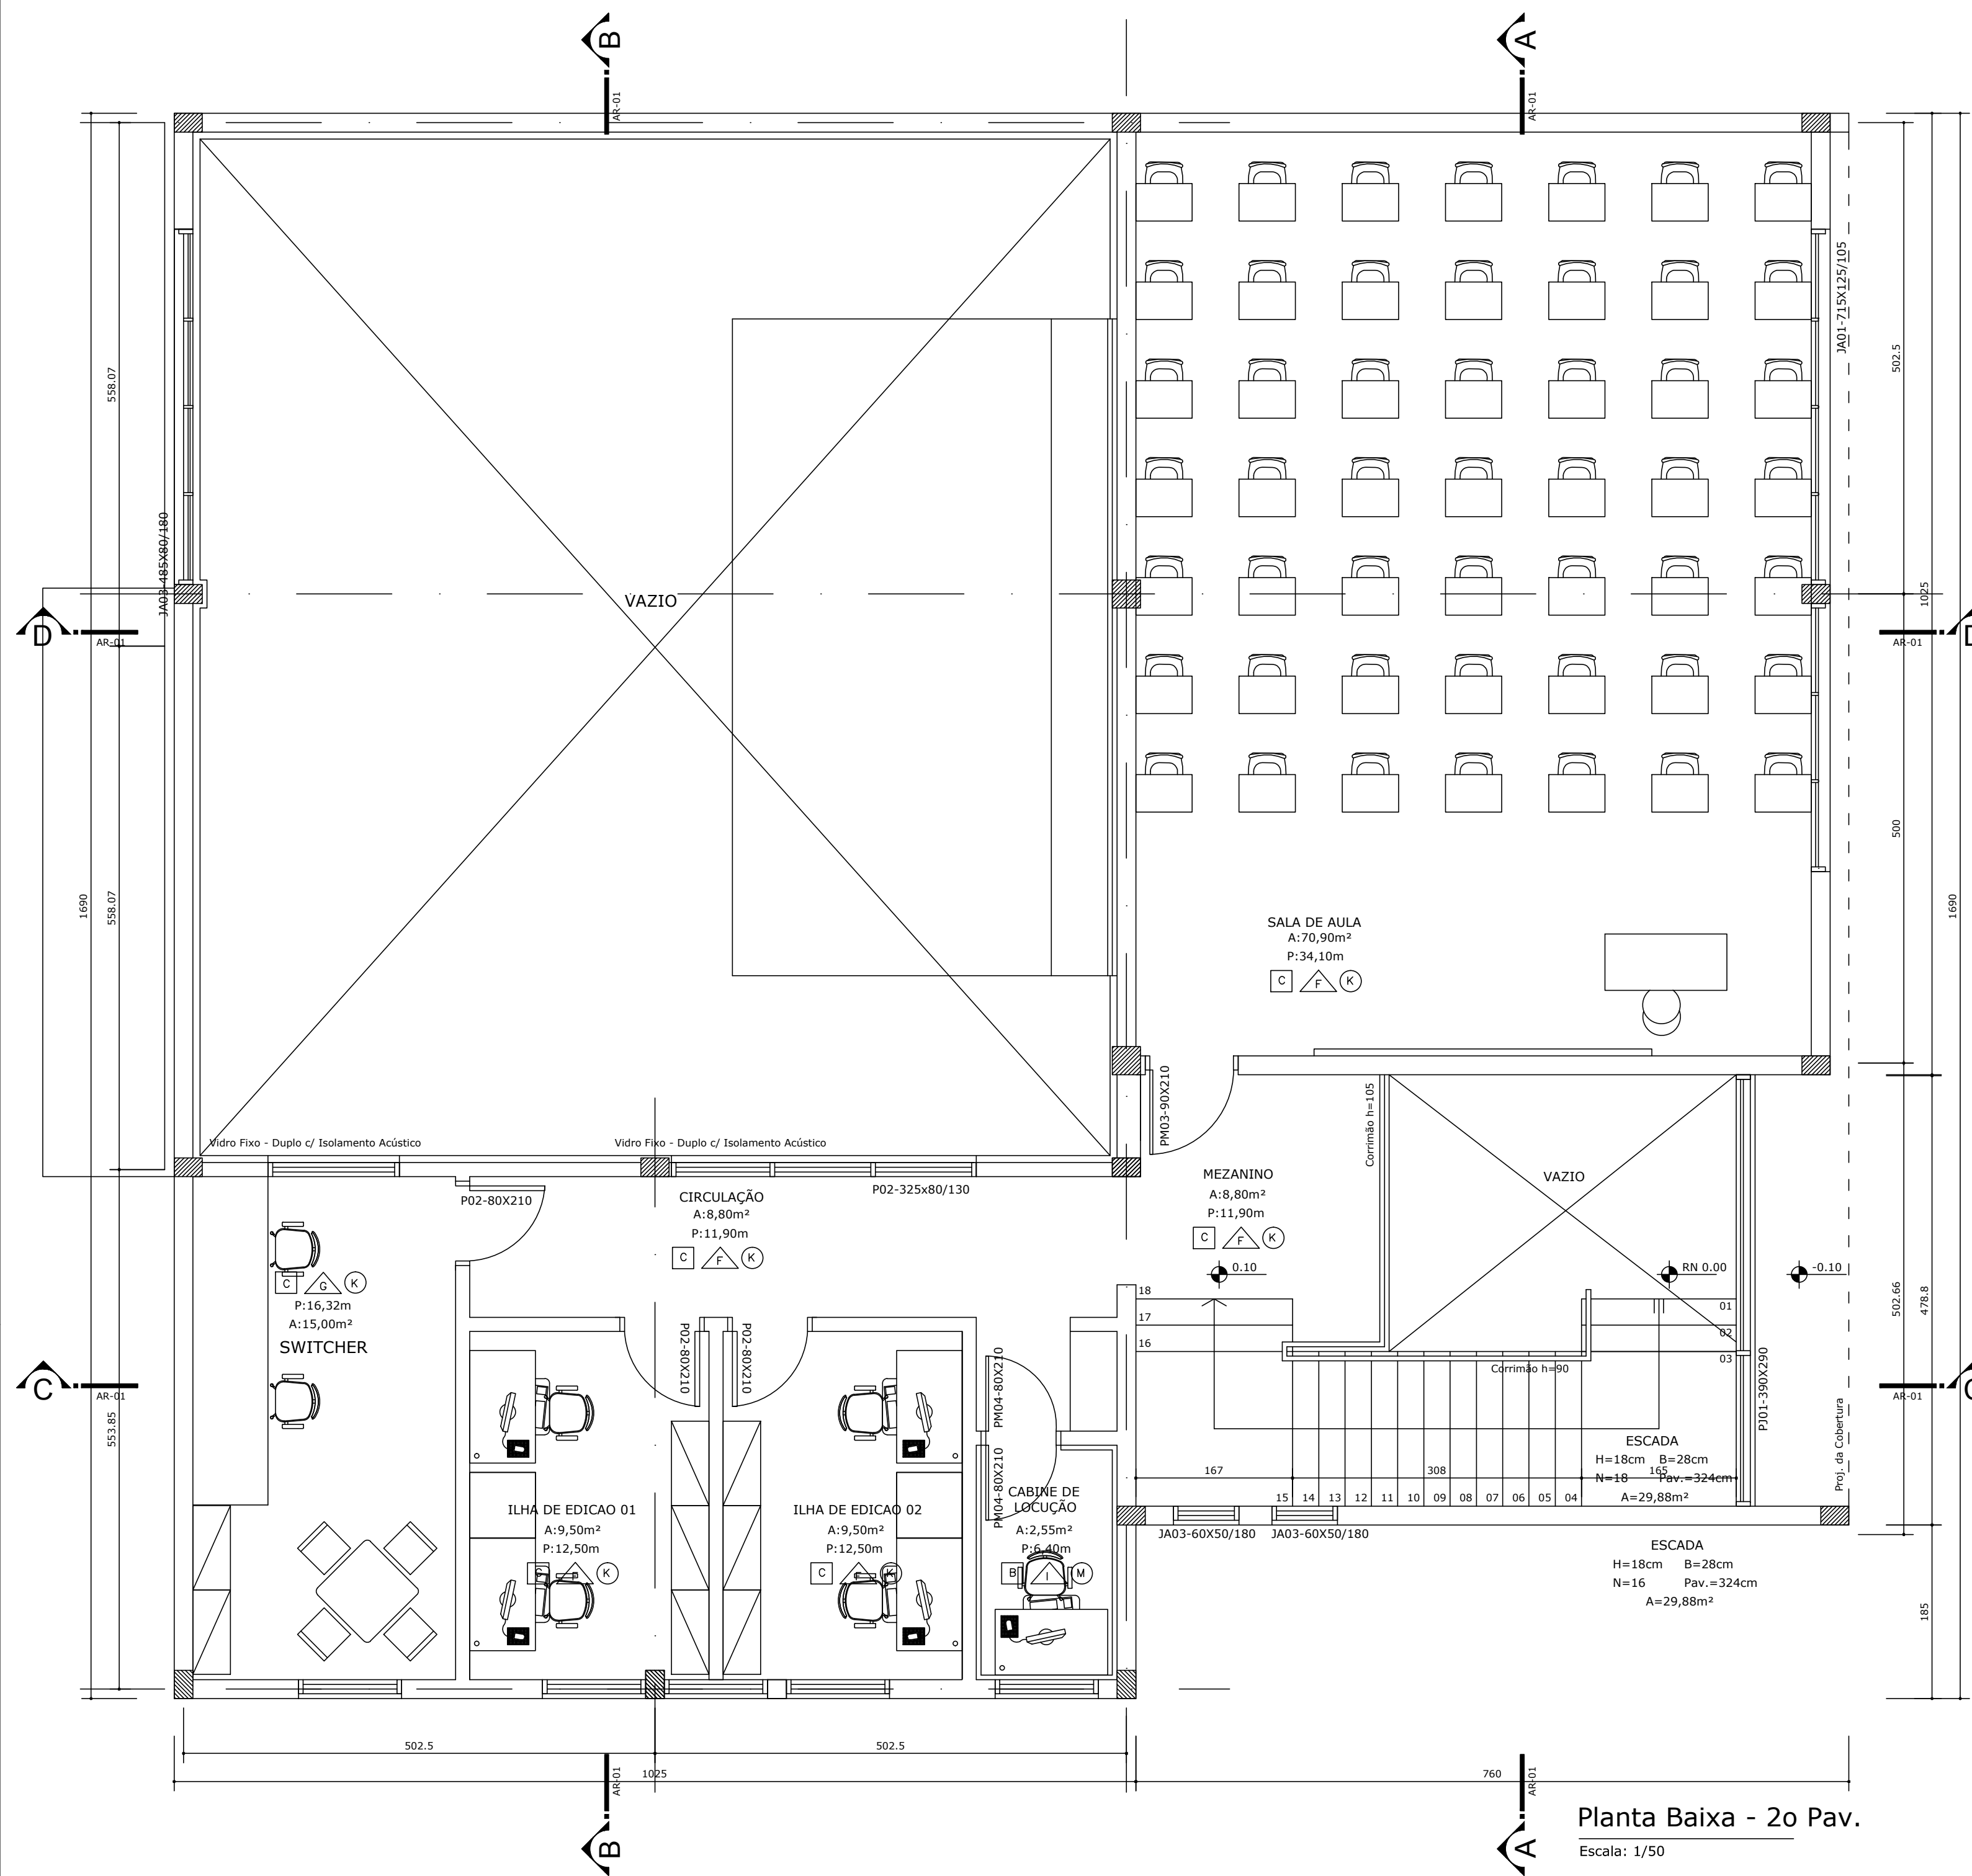 B
A
AR-01
AR-01
JA01-715X125/105
502.5
558.07
JA03-485X80/180
VAZIO
1025
D
AR-01
AR-01
D
500
1690
558.07
1690
SALA DE AULA
A:70,90m²
P:34,10m
C F K
PM03-90X210
Corrimão h=105
Vidro Fixo - Duplo c/ Isolamento Acústico
Vidro Fixo - Duplo c/ Isolamento Acústico
P02-80X210
CIRCULAÇÃO
A:8,80m²
P:11,90m
C F K
P02-325x80/130
MEZANINO
A:8,80m²
P:11,90m
C F K
VAZIO
0.10
RN 0.00
-0.10
C G K
P:16,32m
A:15,00m²
SWITCHER
18
17
16
01
02
03
502.66
478.8
P02-80X210
P02-80X210
PM04-80X210
Corrimão h=90
PJ01-390X290
C
AR-01
AR-01
553.85
Proj. da Cobertura
PM04-80X210
167
308
165
ESCADA
H=18cm B=28cm
N=18 Pav.=324cm
A=29,88m²
15 14 13 12 11 10 09 08 07 06 05 04
ILHA DE EDICAO 01
A:9,50m²
P:12,50m
C F K
ILHA DE EDICAO 02
A:9,50m²
P:12,50m
C F K
CABINE DE
LOCUÇÃO
A:2,55m²
P:6,40m
B I M
JA03-60X50/180
JA03-60X50/180
ESCADA
H=18cm B=28cm
N=16 Pav.=324cm
A=29,88m²
185
502.5
502.5
1025
760
AR-01
AR-01
B
A
Planta Baixa - 2o Pav.
Escala: 1/50